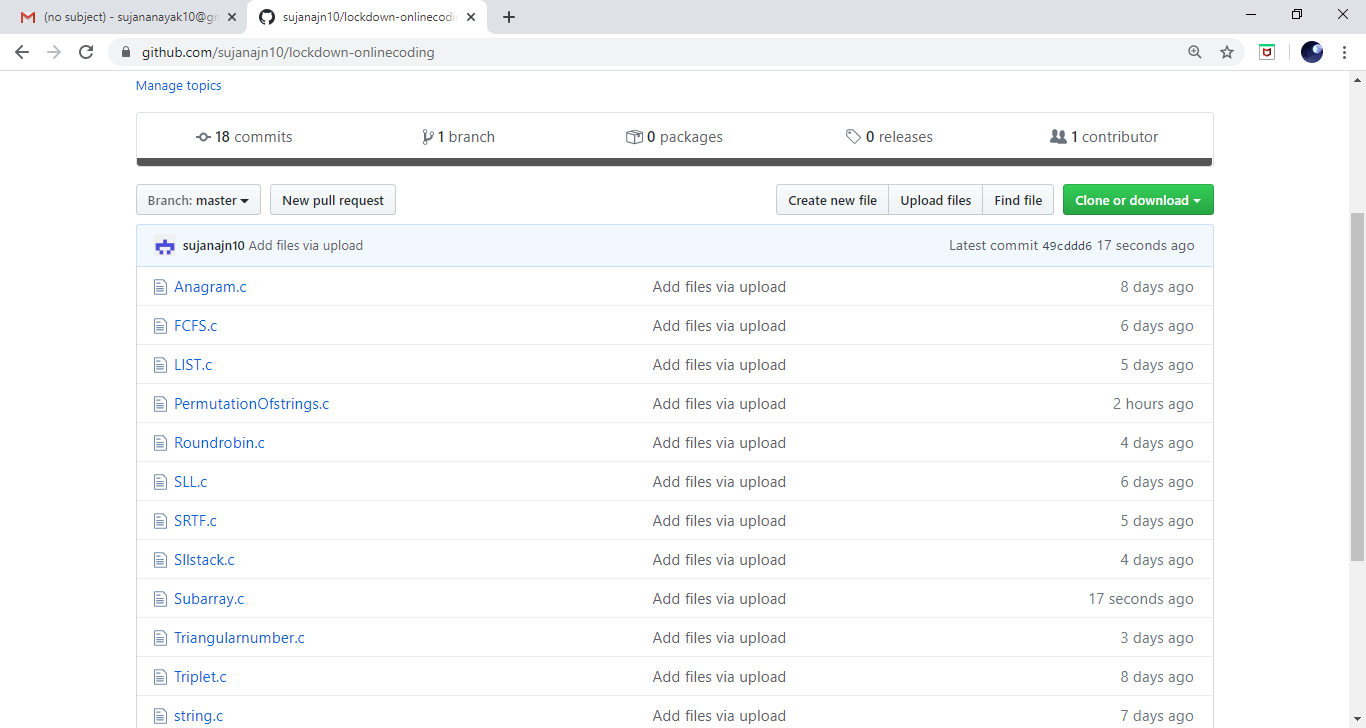 (no subject) - sujananayak10@gm
sujanajn10/lockdown-onlinecodin
github.com/sujanajn10/lockdown-onlinecoding
Manage topics
18 commits 1 branch 0 packages 0 releases 1 contributor
Branch: master New pull request Create new file Upload files Find file Clone or download
sujanajn10 Add files via upload Latest commit 49cddd6 17 seconds ago
Anagram.c Add files via upload 8 days ago
FCFS.c Add files via upload 6 days ago
LIST.c Add files via upload 5 days ago
PermutationOfstrings.c Add files via upload 2 hours ago
Roundrobin.c Add files via upload 4 days ago
SLL.c Add files via upload 6 days ago
SRTF.c Add files via upload 5 days ago
Sllstack.c Add files via upload 4 days ago
Subarray.c Add files via upload 17 seconds ago
Triangularnumber.c Add files via upload 3 days ago
Triplet.c Add files via upload 8 days ago
string.c Add files via upload 7 days ago